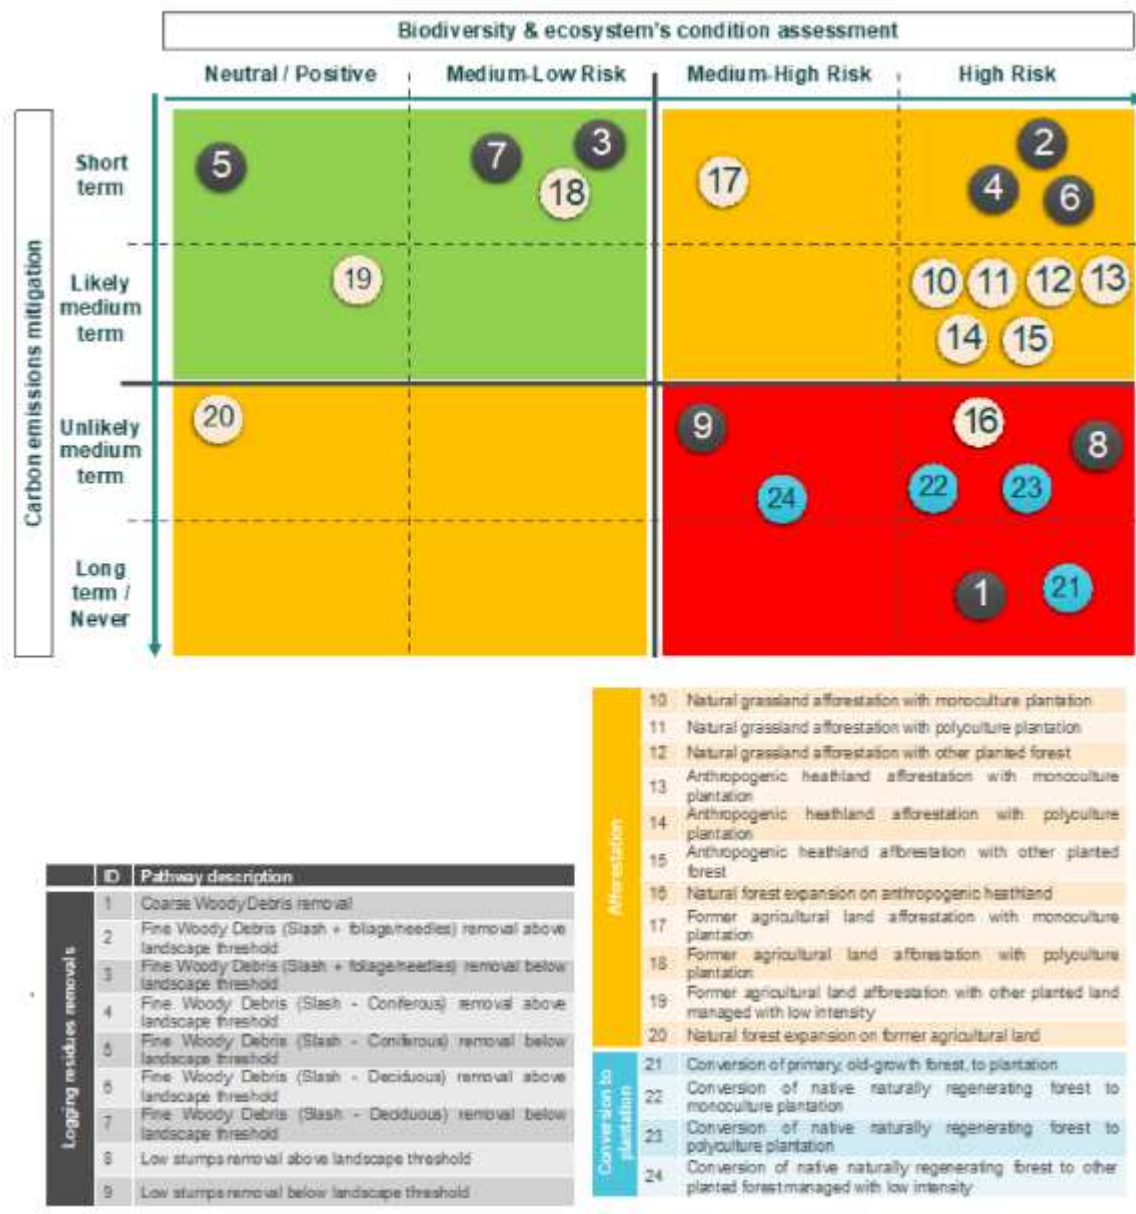 Biodiversity & ecosystem's condition assessment
Neutral / Positive
Medium-Low Risk
Medium-High Risk
High Risk
Carbon emissions mitigation
Short
term
Likely
medium
term
Unlikely
medium
term
Long
term /
Never
5
7
3
18
17
2
4
6
19
10
11
12
13
14
15
20
9
24
16
8
22
23
1
21
ID Pathway description
Logging residues removals
1 Coarse Woody Debris removal
2 Fine Woody Debris (Slash + foliage/needles) removal above
landscape threshold
3 Fine Woody Debris (Slash + foliage/needles) removal below
landscape threshold
4 Fine Woody Debris (Slash - Coniferous) removal above
landscape threshold
5 Fine Woody Debris (Slash - Coniferous) removal below
landscape threshold
6 Fine Woody Debris (Slash - Deciduous) removal above
landscape threshold
7 Fine Woody Debris (Slash - Deciduous) removal below
landscape threshold
8 Low stumps removal above landscape threshold
9 Low stumps removal below landscape threshold
Afforestation
10 Natural grassland afforestation with monoculture plantation
11 Natural grassland afforestation with polyculture plantation
12 Natural grassland afforestation with other planted forest
13 Anthropogenic heathland afforestation with monoculture
plantation
14 Anthropogenic heathland afforestation with polyculture
plantation
15 Anthropogenic heathland afforestation with other planted
forest
16 Natural forest expansion on anthropogenic heathland
17 Former agricultural land afforestation with monoculture
plantation
18 Former agricultural land afforestation with polyculture
plantation
19 Former agricultural land afforestation with other planted land
managed with low intensity
20 Natural forest expansion on former agricultural land
Conversion to
plantation
21 Conversion of primary, old-growth forest, to plantation
22 Conversion of native naturally regenerating forest to
monoculture plantation
23 Conversion of native naturally regenerating forest to
polyculture plantation
24 Conversion of native naturally regenerating forest to other
planted forest managed with low intensity